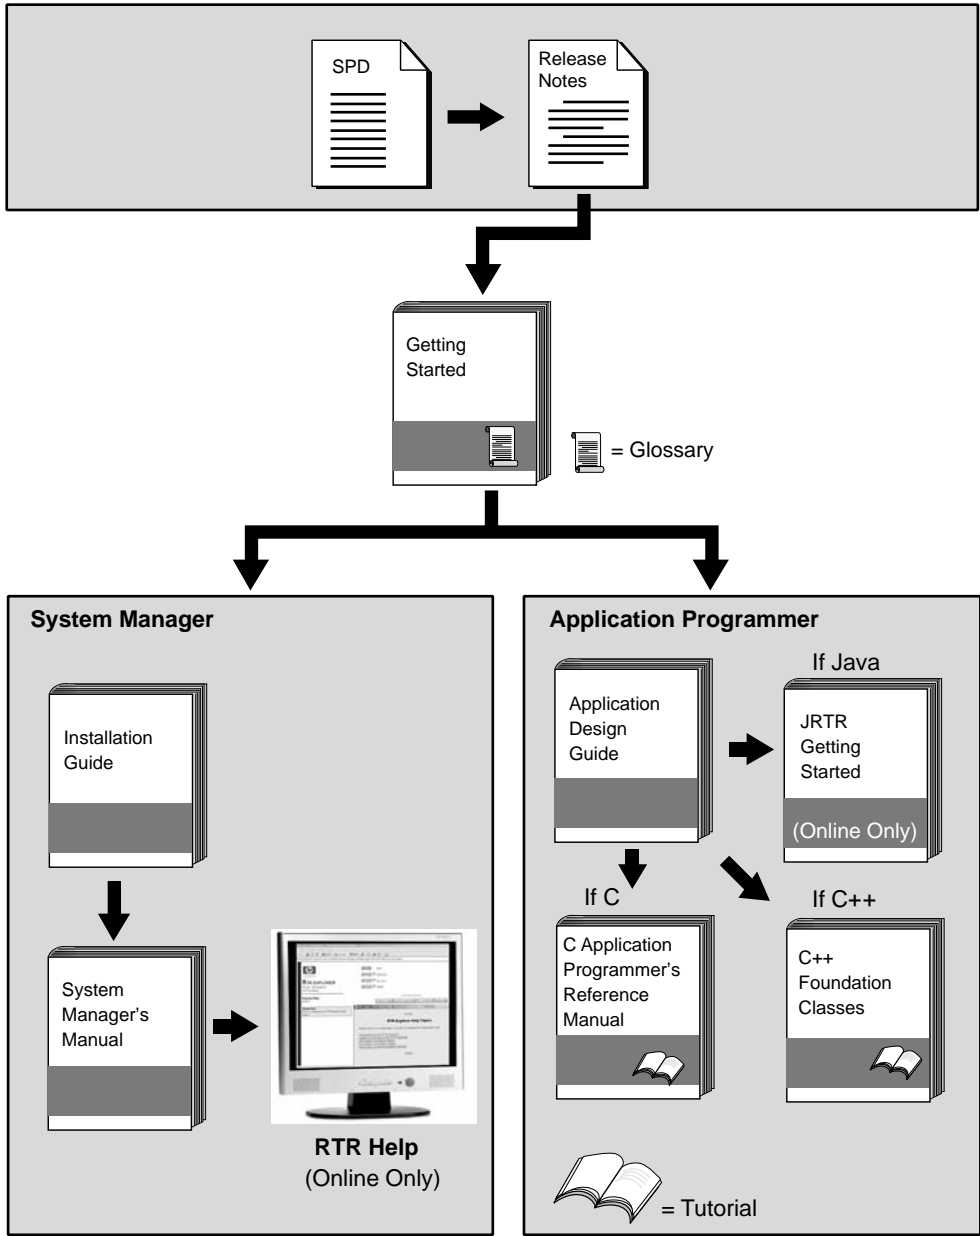 SPD
Release
Notes
Getting
Started
= Glossary
System Manager
Installation
Guide
System
Manager's
Manual
RTR Help
(Online Only)
Application Programmer
Application
Design
Guide
If Java
JRTR
Getting
Started
(Online Only)
If C
C Application
Programmer's
Reference
Manual
If C++
C++
Foundation
Classes
= Tutorial